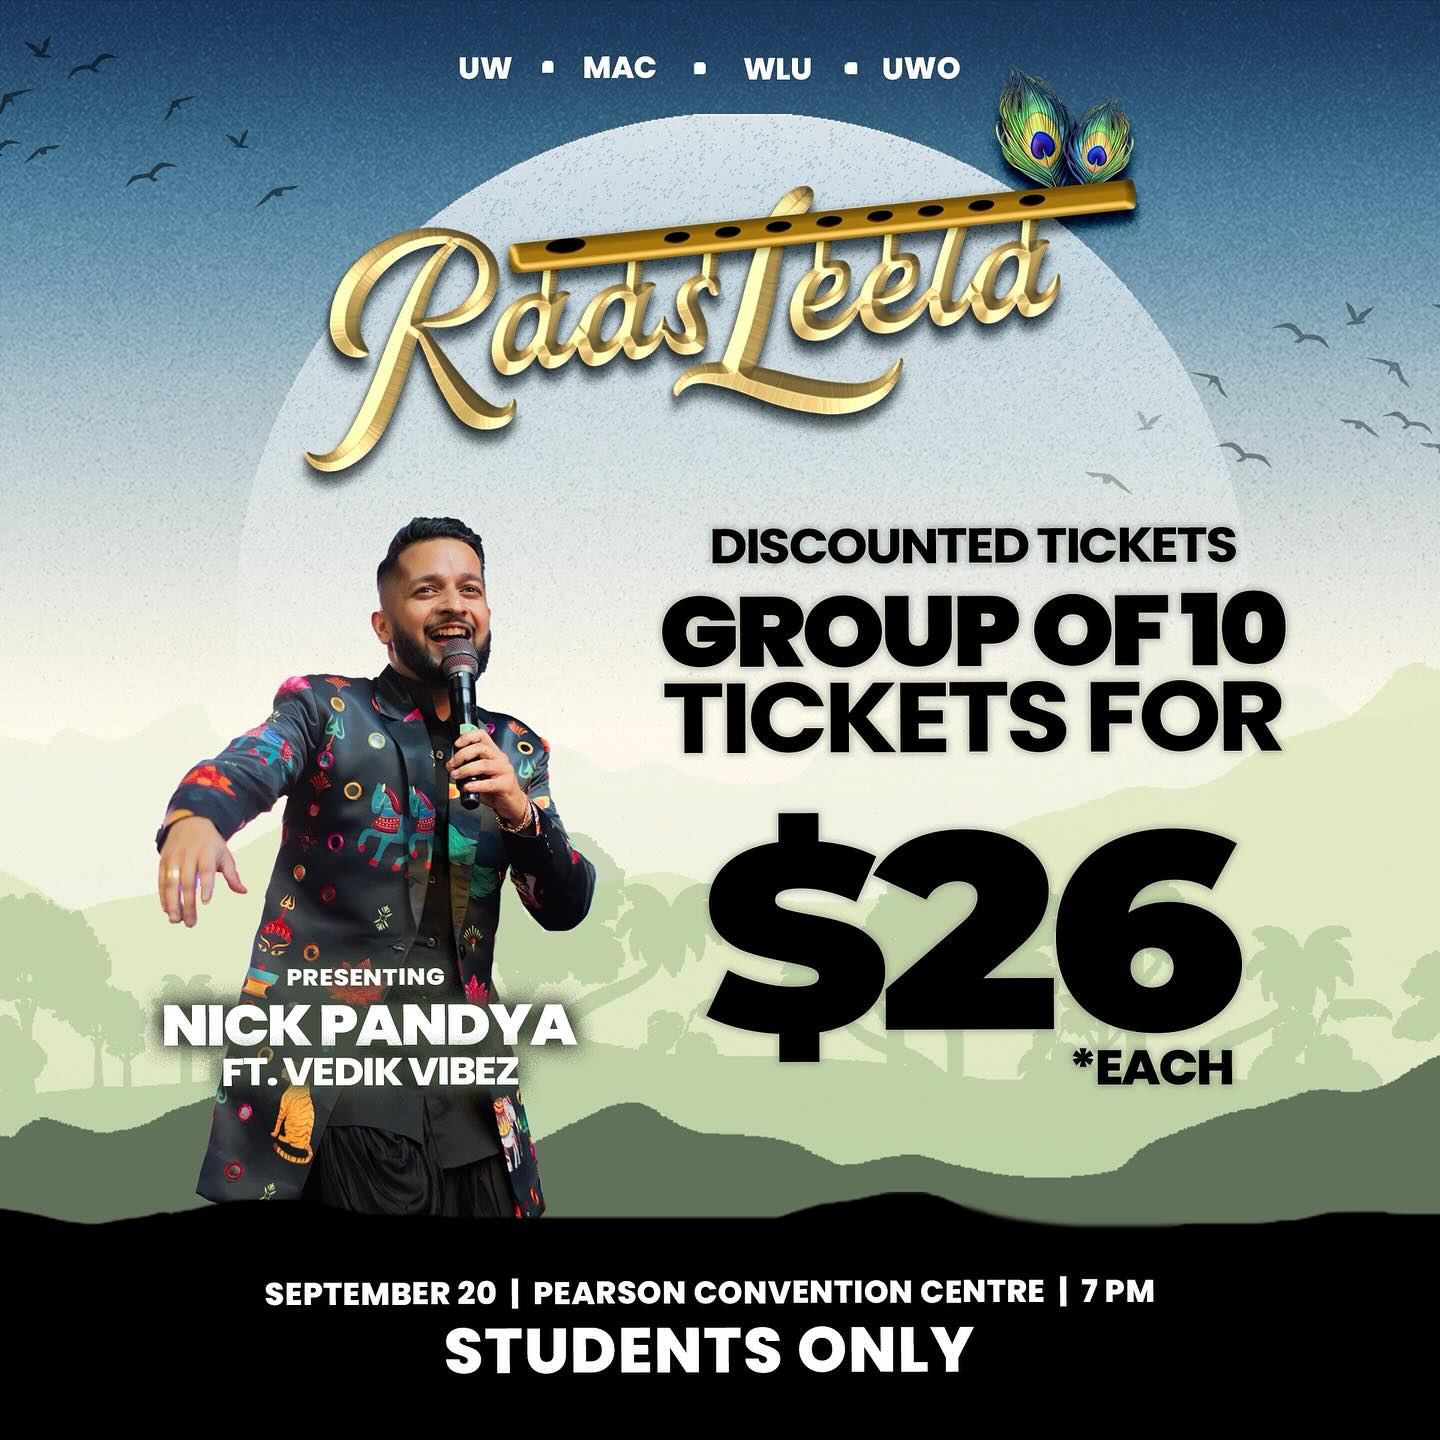 UW • MAC • WLU • UWO
RaasLeela
DISCOUNTED TICKETS
GROUP OF 10
TICKETS FOR
$26
*EACH
PRESENTING
NICK PANDYA
FT. VEDIK VIBEZ
SEPTEMBER 20 | PEARSON CONVENTION CENTRE | 7 PM
STUDENTS ONLY